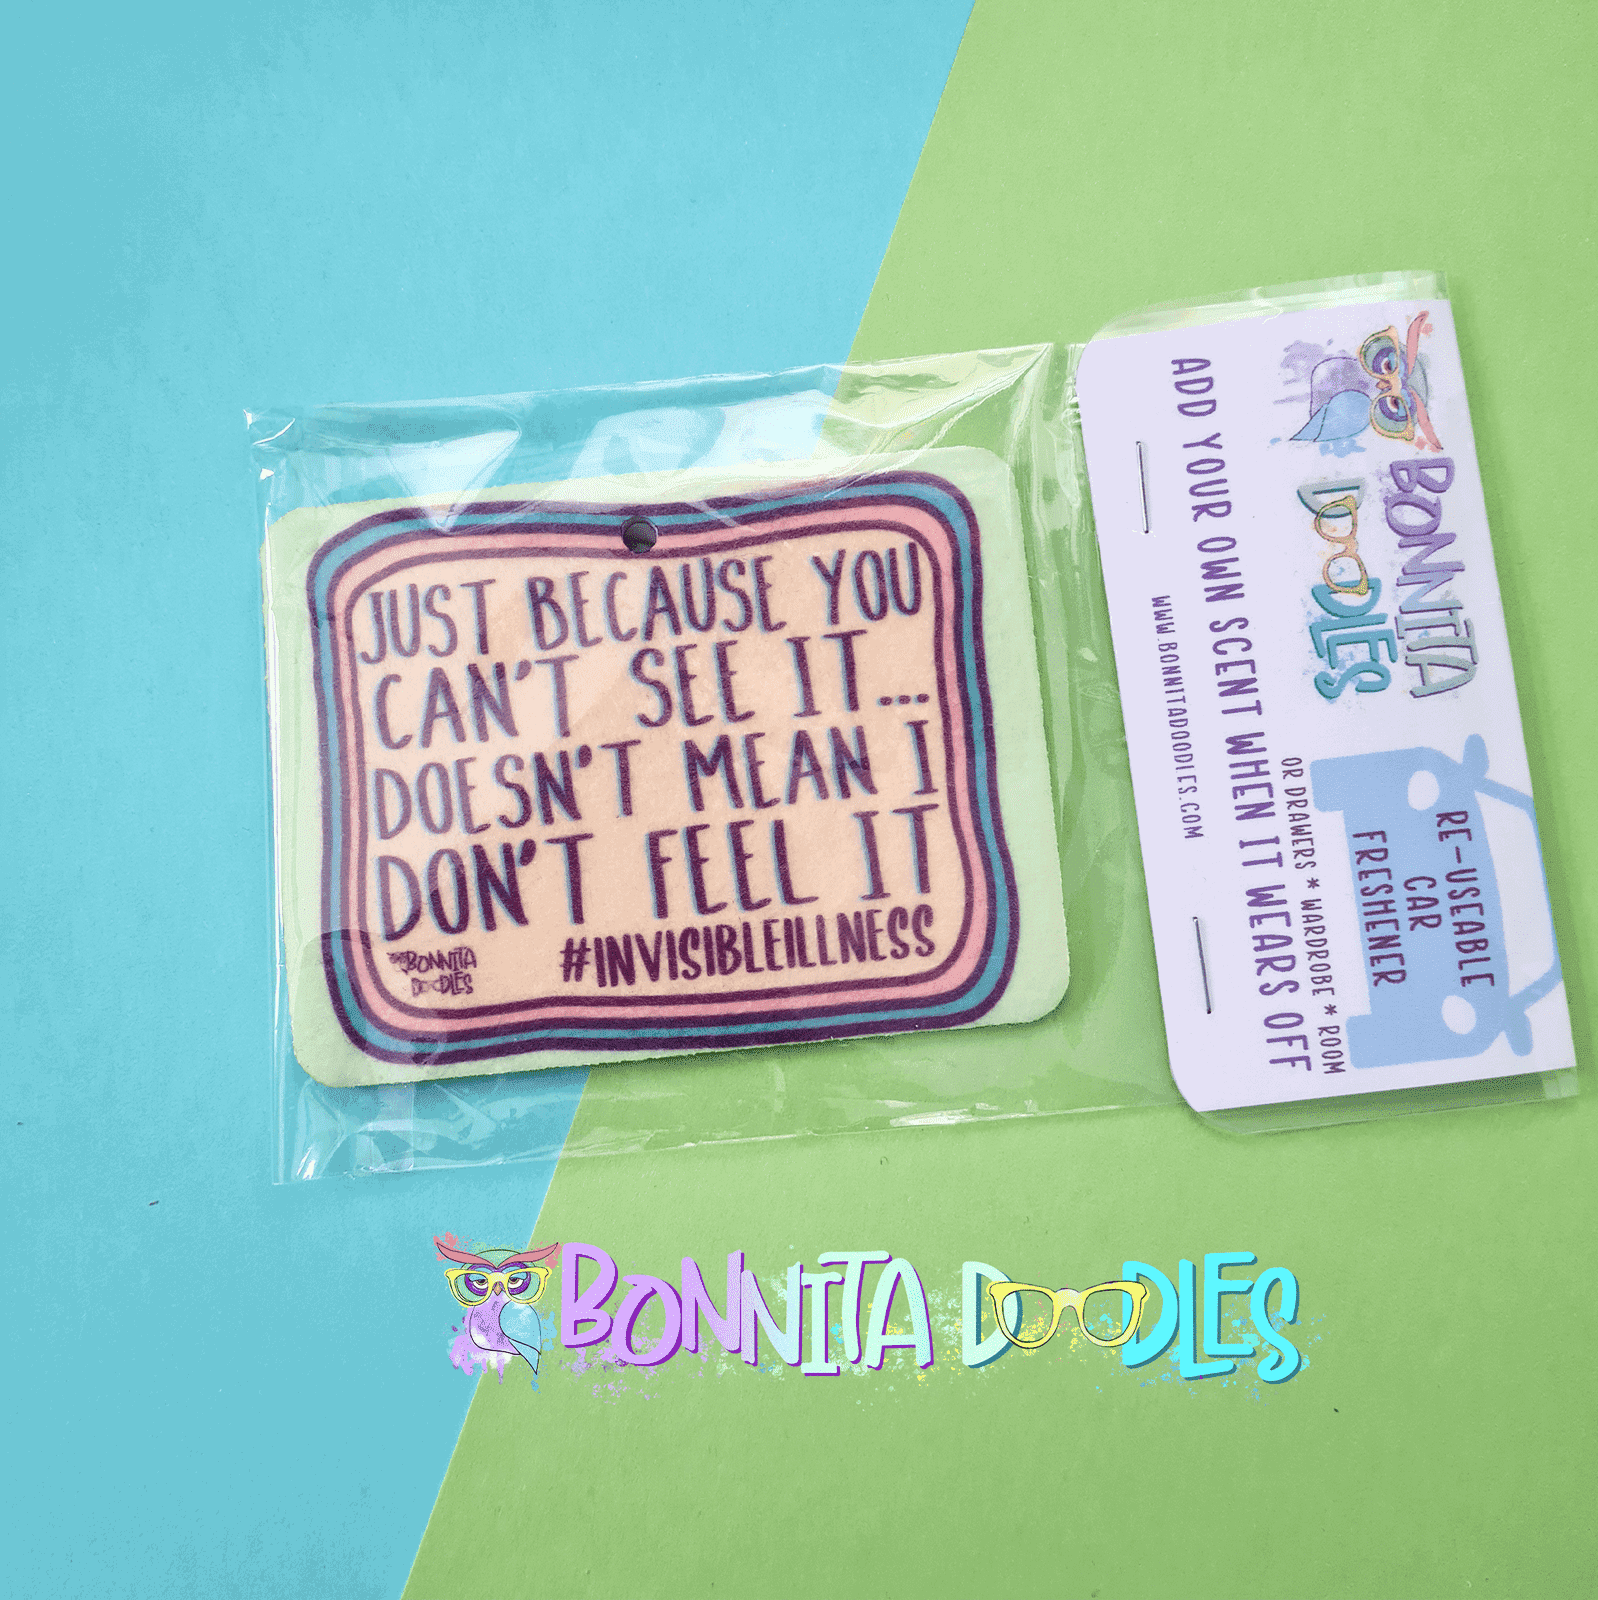 JUST BECAUSE YOU
CAN'T SEE IT...
DOESN'T MEAN I
DON'T FEEL IT
#INVISIBLEILLNESS
BONNITA
DOODLES
BONNITA
DOODLES
RE-USEABLE
CAR
FRESHENER
OR DRAWERS * WARDROBE * ROOM
ADD YOUR OWN SCENT WHEN IT WEARS OFF
WWW.BONNITADOODLES.COM
BONNITA DOODLES